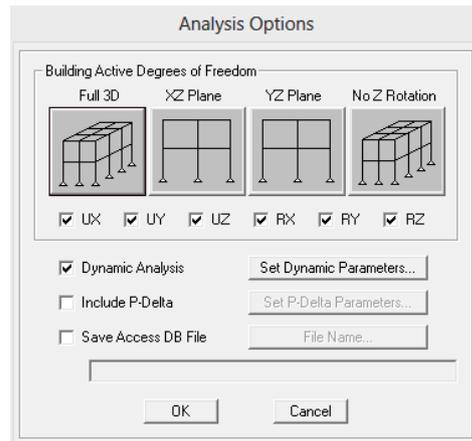 Analysis Options
Building Active Degrees of Freedom
Full 3D XZ Plane YZ Plane No Z Rotation
UX UY UZ RX RY RZ
Dynamic Analysis Set Dynamic Parameters...
Include P-Delta Set P-Delta Parameters...
Save Access DB File File Name...
OK Cancel